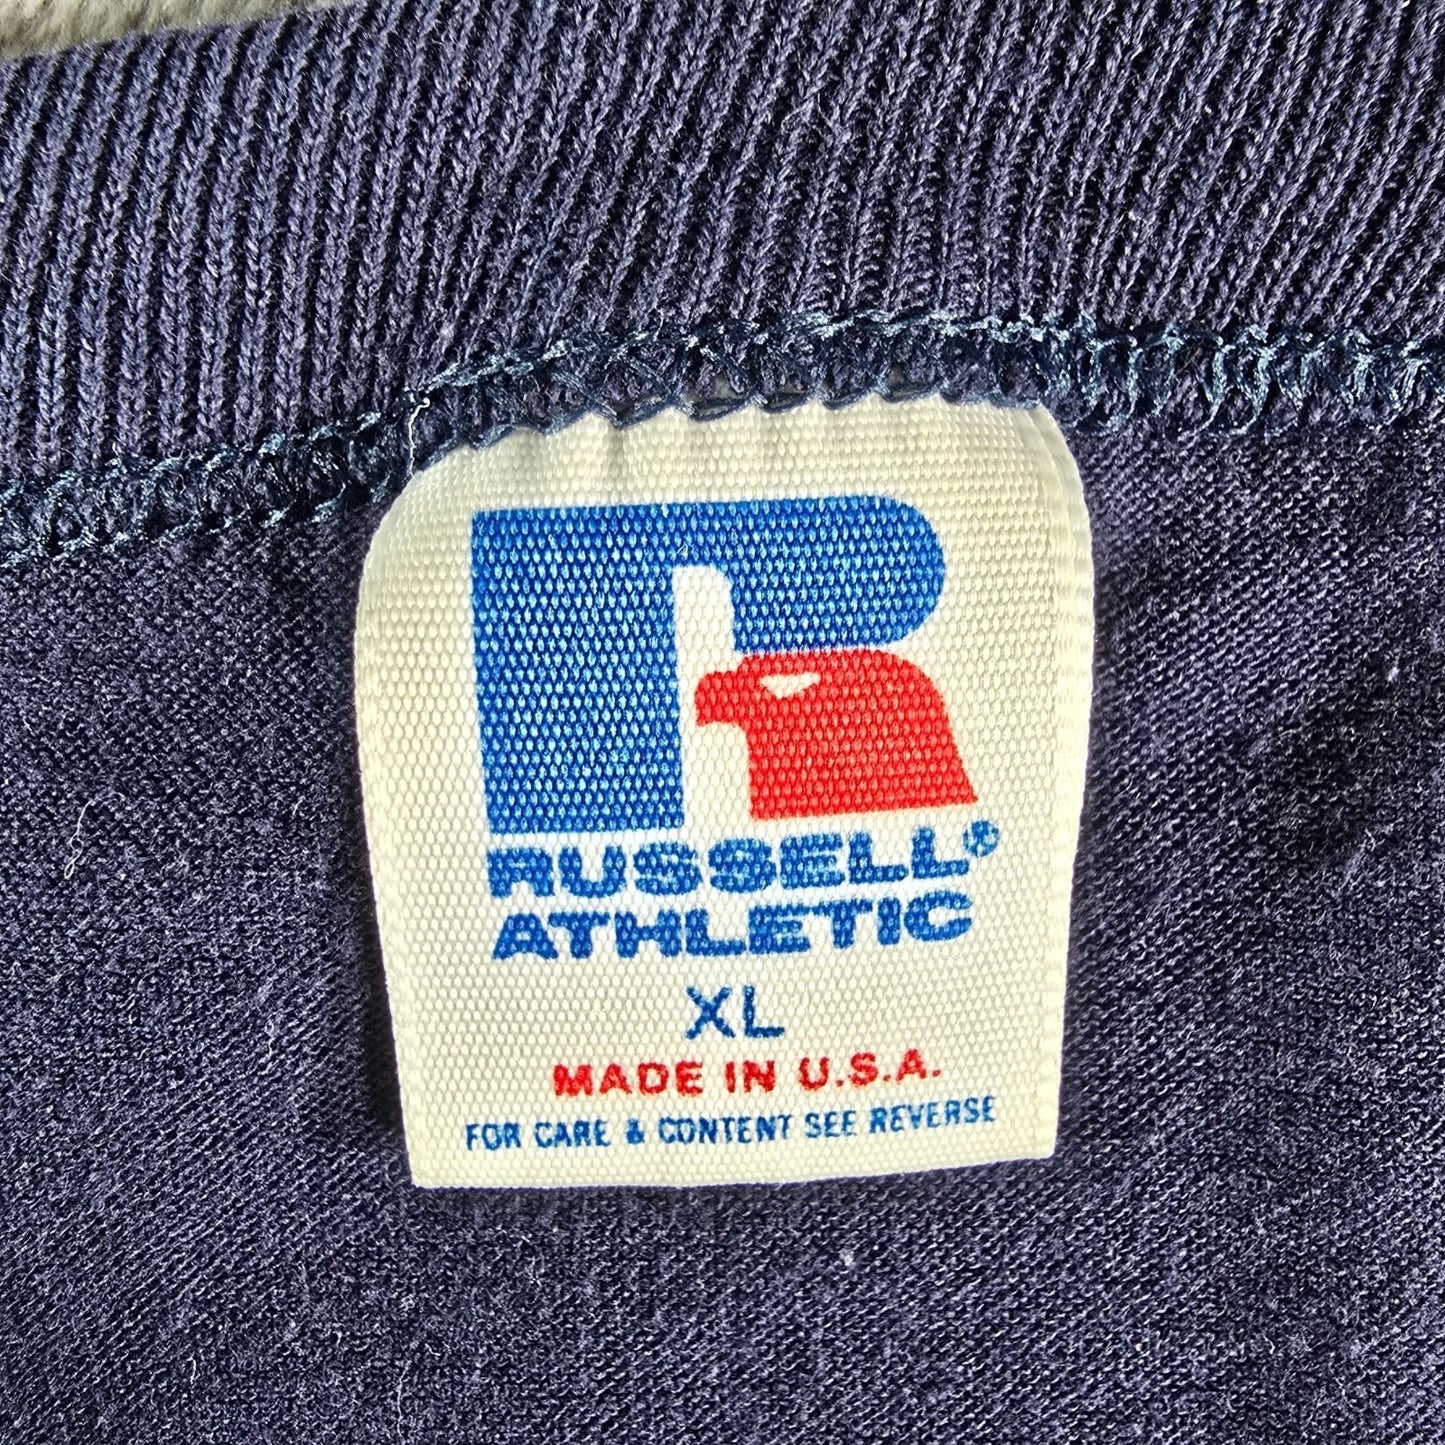 R
RUSSELL®
ATHLETIC
XL
MADE IN U.S.A.
FOR CARE & CONTENT SEE REVERSE